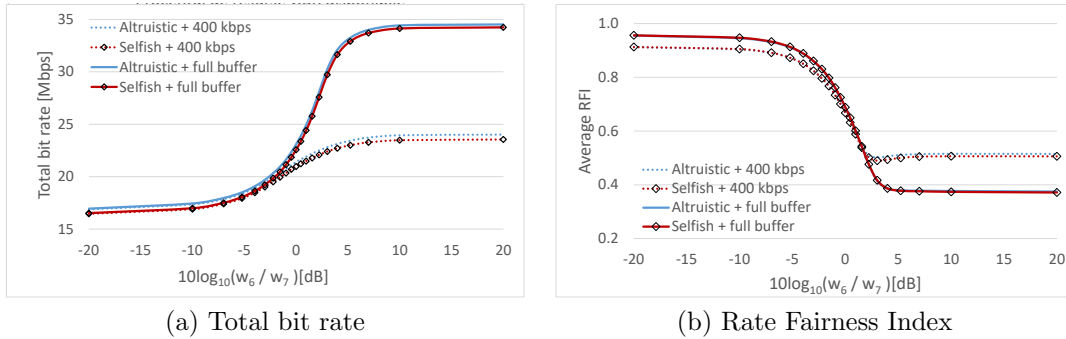 35
30
25
20
15
Total bit rate [Mbps]
Altruistic + 400 kbps
Selfish + 400 kbps
Altruistic + full buffer
Selfish + full buffer
-20 -15 -10 -5 0 5 10 15 20
10log10(w6 / w7 )[dB]
(a) Total bit rate
1.0
0.8
0.6
0.4
0.2
Average RFI
Altruistic + 400 kbps
Selfish + 400 kbps
Altruistic + full buffer
Selfish + full buffer
-20 -15 -10 -5 0 5 10 15 20
10log10(w6 / w7 )[dB]
(b) Rate Fairness Index